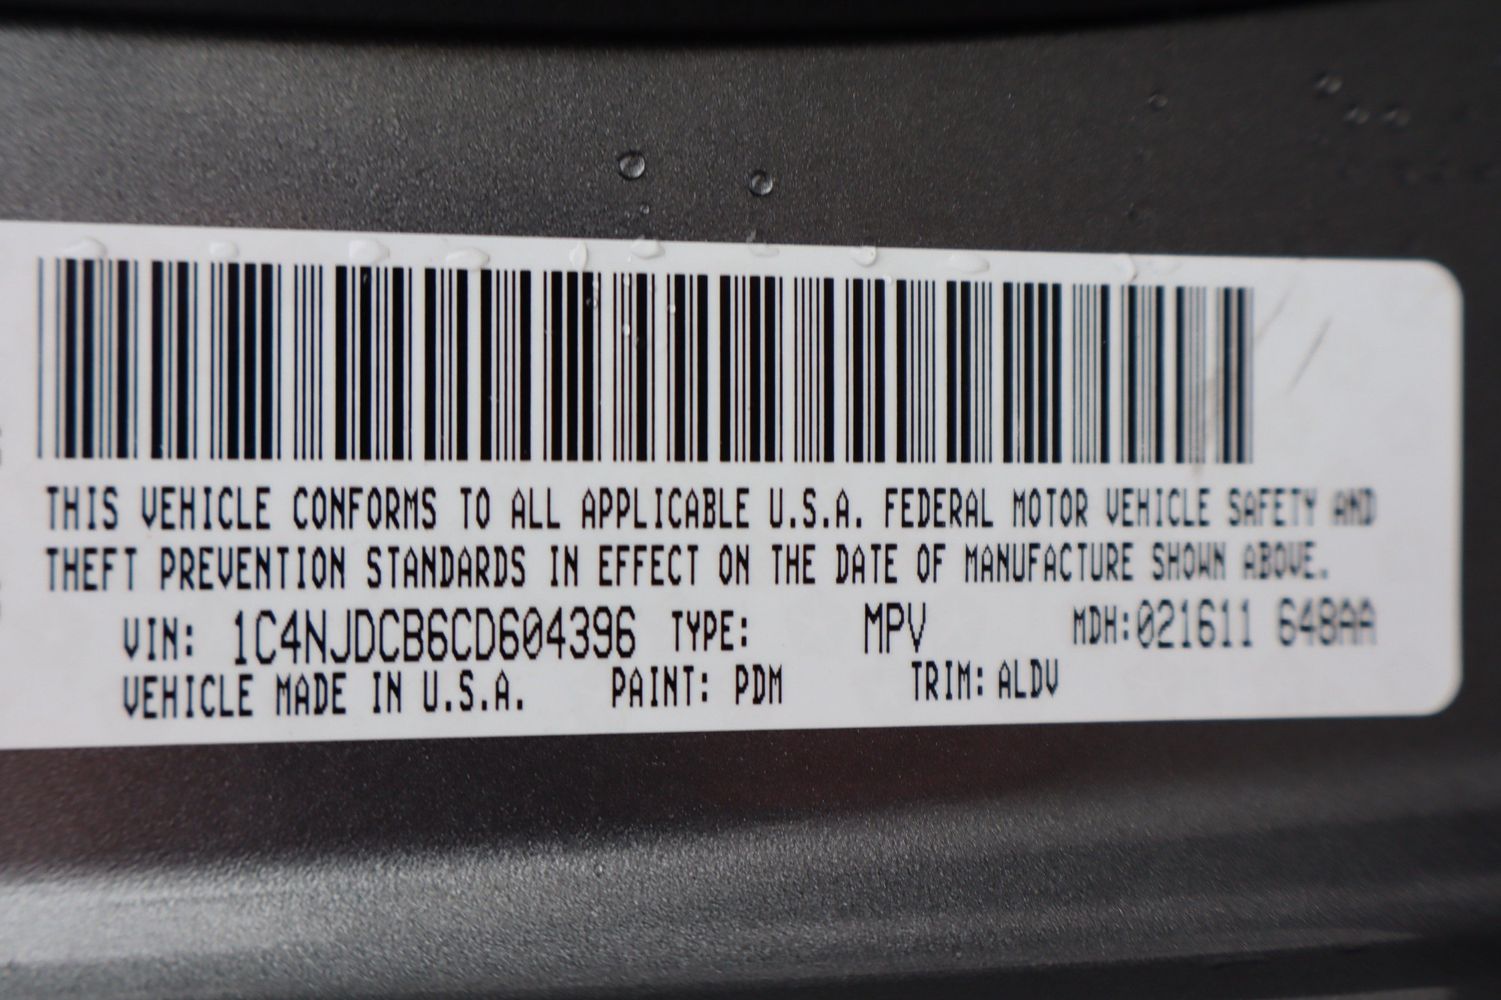 THIS VEHICLE CONFORMS TO ALL APPLICABLE U.S.A. FEDERAL MOTOR VEHICLE SAFETY AND
THEFT PREVENTION STANDARDS IN EFFECT ON THE DATE OF MANUFACTURE SHOWN ABOVE.
VIN: 1C4NJDCB6CD604396 TYPE: MPV MDH:021611 648AA
VEHICLE MADE IN U.S.A. PAINT: PDM TRIM: ALDV